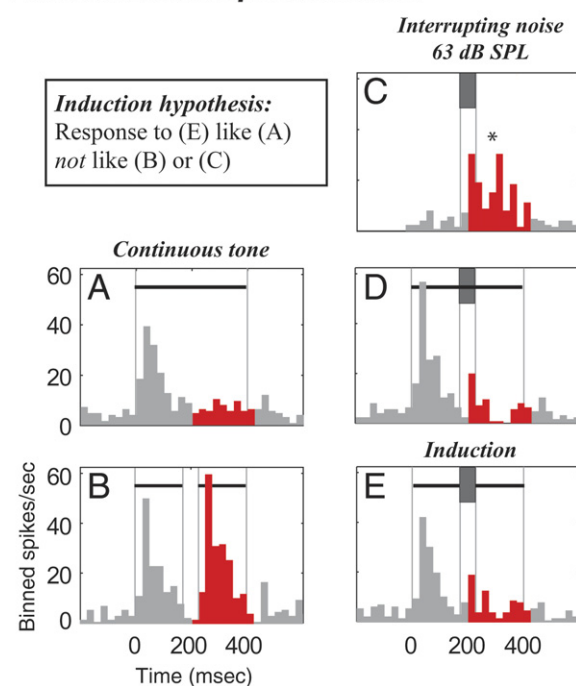 Interrupting noise
63 dB SPL
Induction hypothesis:
Response to (E) like (A)
not like (B) or (C)
C
*
Continuous tone
60
40
20
0
A
D
Induction
Binned spikes/sec
60
40
20
0
B
E
0 200 400
Time (msec)
0 200 400